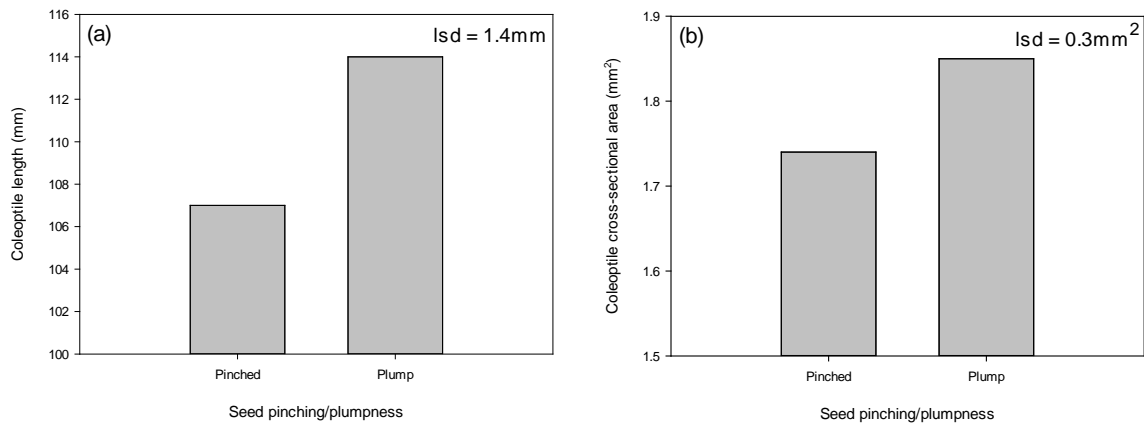 (a)
lsd = 1.4mm
Coleoptile length (mm)
116
114
112
110
108
106
104
102
100
Pinched Plump
Seed pinching/plumpness
(b)
lsd = 0.3mm²
Coleoptile cross-sectional area (mm²)
1.9
1.8
1.7
1.6
1.5
Pinched Plump
Seed pinching/plumpness